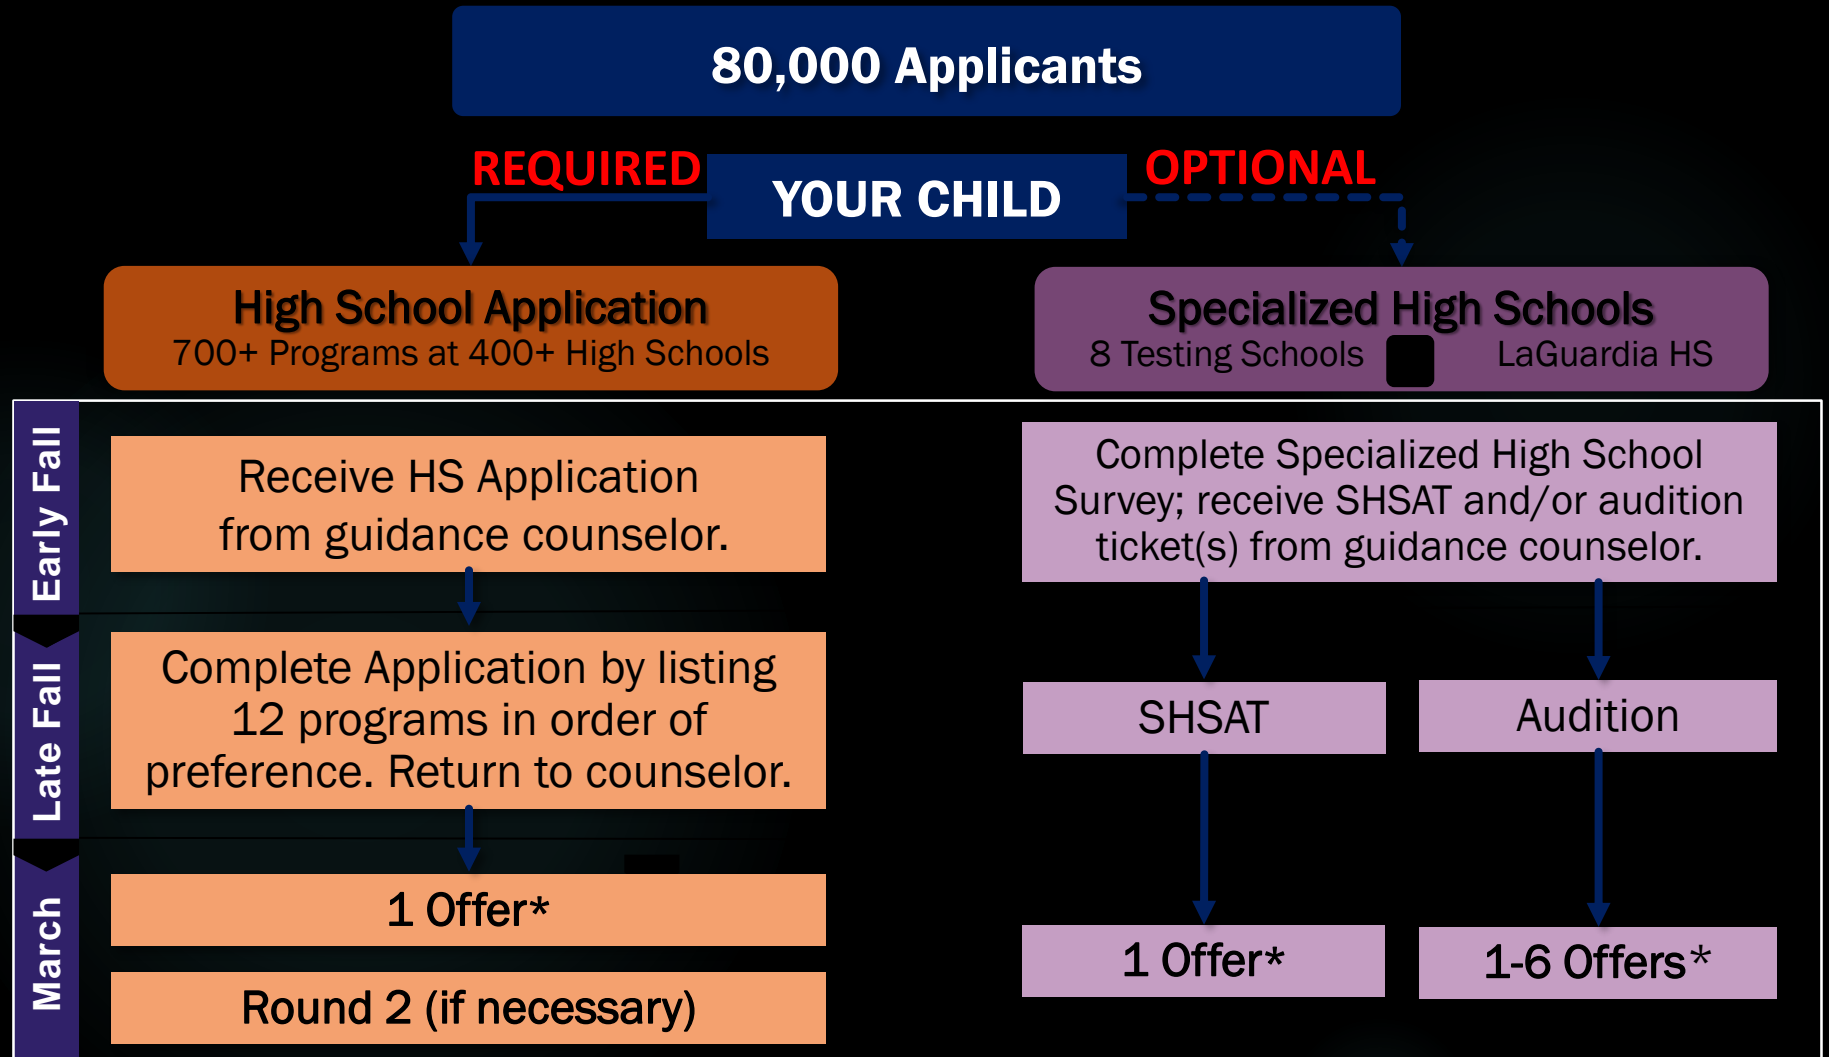 80,000 Applicants
REQUIRED
YOUR CHILD
OPTIONAL
High School Application
700+ Programs at 400+ High Schools
Specialized High Schools
8 Testing Schools LaGuardia HS
Early Fall
Receive HS Application
from guidance counselor.
Complete Specialized High School
Survey; receive SHSAT and/or audition
ticket(s) from guidance counselor.
Late Fall
Complete Application by listing
12 programs in order of
preference. Return to counselor.
SHSAT
Audition
March
1 Offer*
Round 2 (if necessary)
1 Offer*
1-6 Offers*